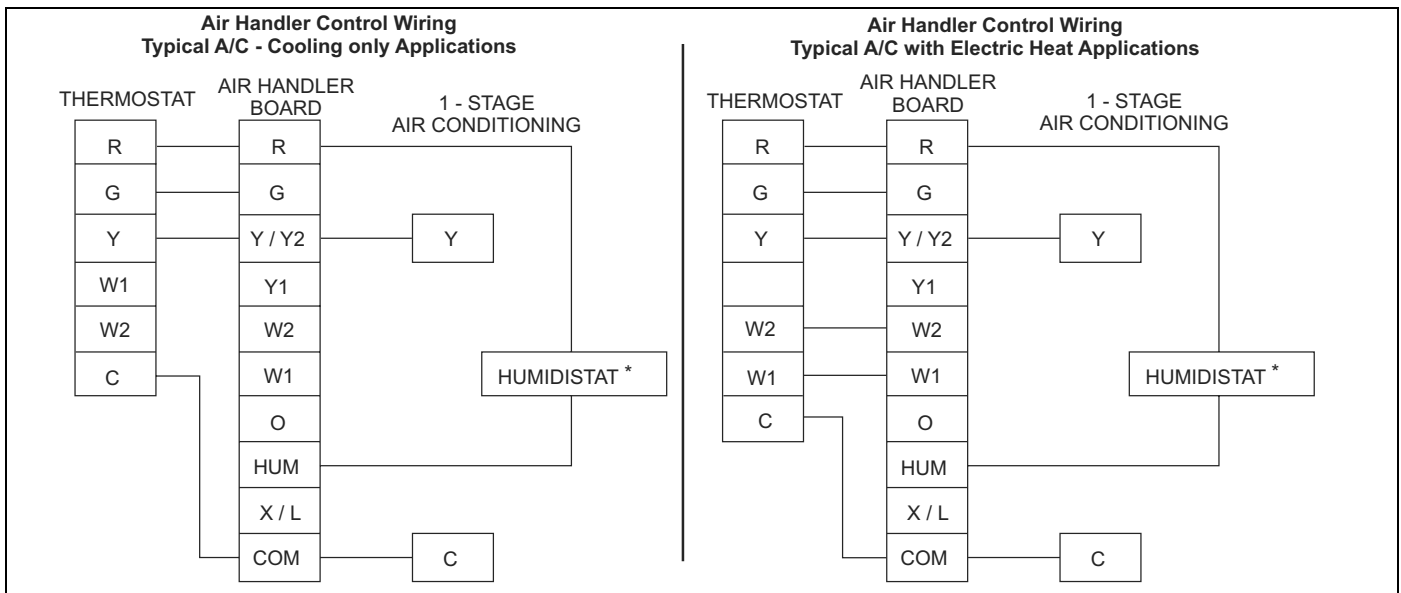 Air Handler Control Wiring
Typical A/C - Cooling only Applications
THERMOSTAT
AIR HANDLER
BOARD
1 - STAGE
AIR CONDITIONING
R
G
Y
W1
W2
C
R
G
Y / Y2
Y1
W2
W1
O
HUM
X / L
COM
Y
HUMIDISTAT *
C
Air Handler Control Wiring
Typical A/C with Electric Heat Applications
THERMOSTAT
AIR HANDLER
BOARD
1 - STAGE
AIR CONDITIONING
R
G
Y
W2
W1
C
R
G
Y / Y2
Y1
W2
W1
O
HUM
X / L
COM
Y
HUMIDISTAT *
C